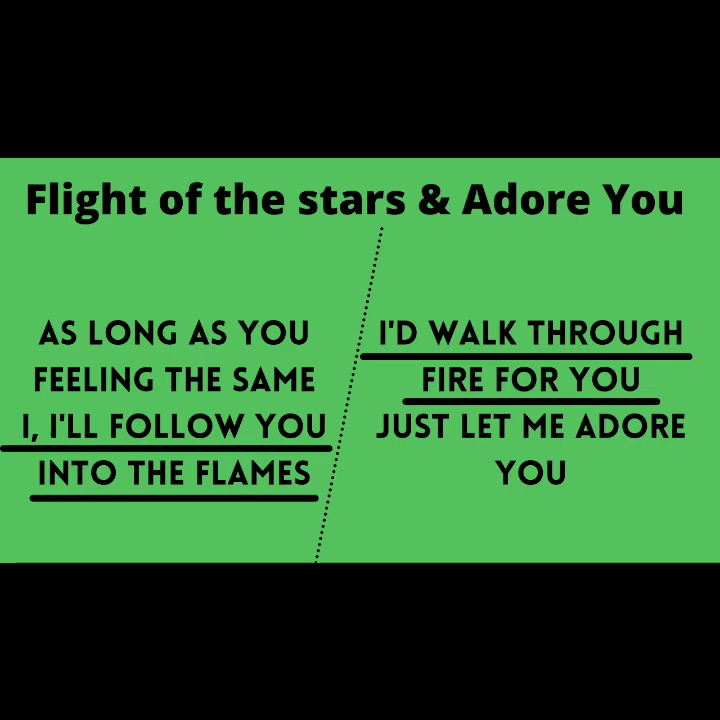 Flight of the stars & Adore You
AS LONG AS YOU
FEELING THE SAME
I, I'LL FOLLOW YOU
INTO THE FLAMES
I'D WALK THROUGH
FIRE FOR YOU
JUST LET ME ADORE
YOU